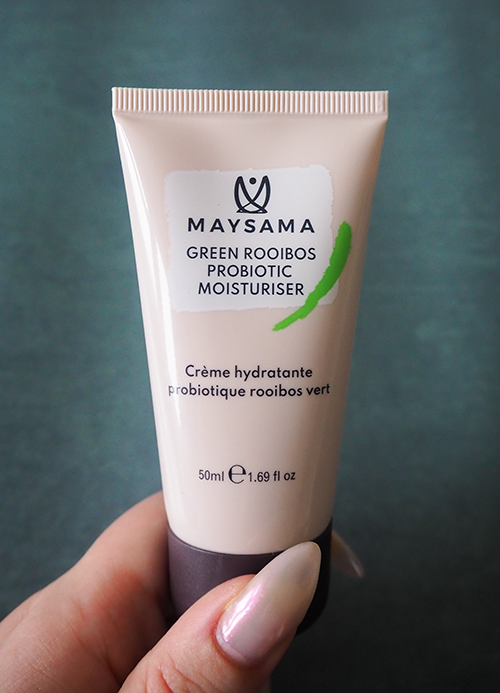 MAYSAMA
GREEN ROOIBOS
PROBIOTIC
MOISTURISER
Crème hydratante
probiotique rooibos vert
50ml ℮ 1.69 fl oz